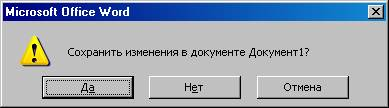 Microsoft Office Word
Сохранить изменения в документе Документ1?
Да
Нет
Отмена